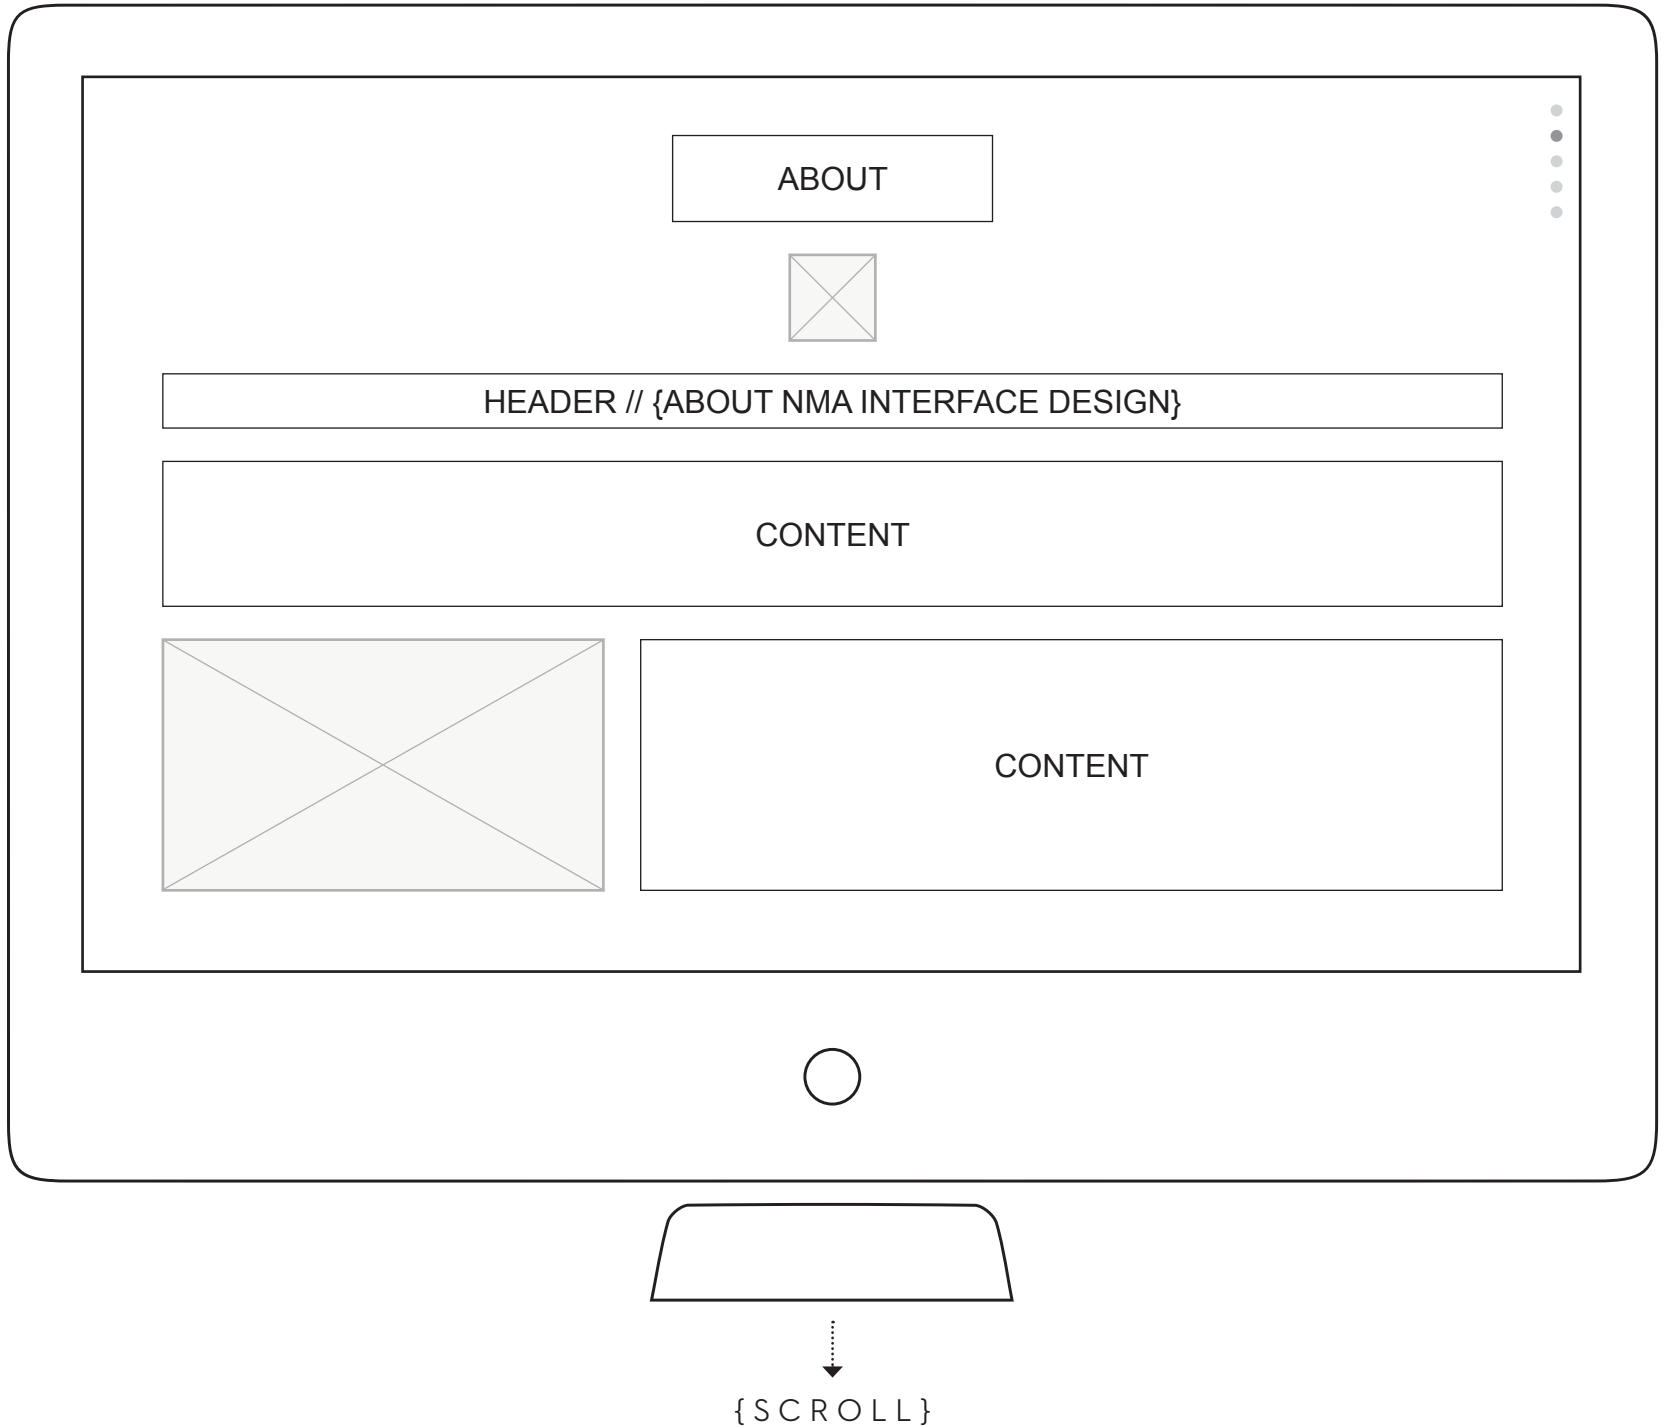 ABOUT
HEADER // {ABOUT NMA INTERFACE DESIGN}
CONTENT
CONTENT
{SCROLL}